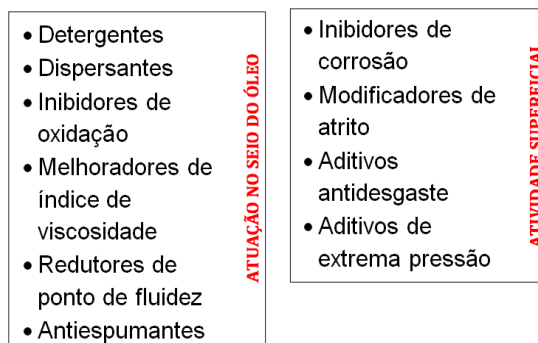 • Detergentes
• Dispersantes
• Inibidores de
oxidação
• Melhoradores de
índice de
viscosidade
• Redutores de
ponto de fluidez
• Antiespumantes
ATUAÇÃO NO SEIO DO ÓLEO
• Inibidores de
corrosão
• Modificadores de
atrito
• Aditivos
antidesgaste
• Aditivos de
extrema pressão
ATIVIDADE SUPERFICIAL